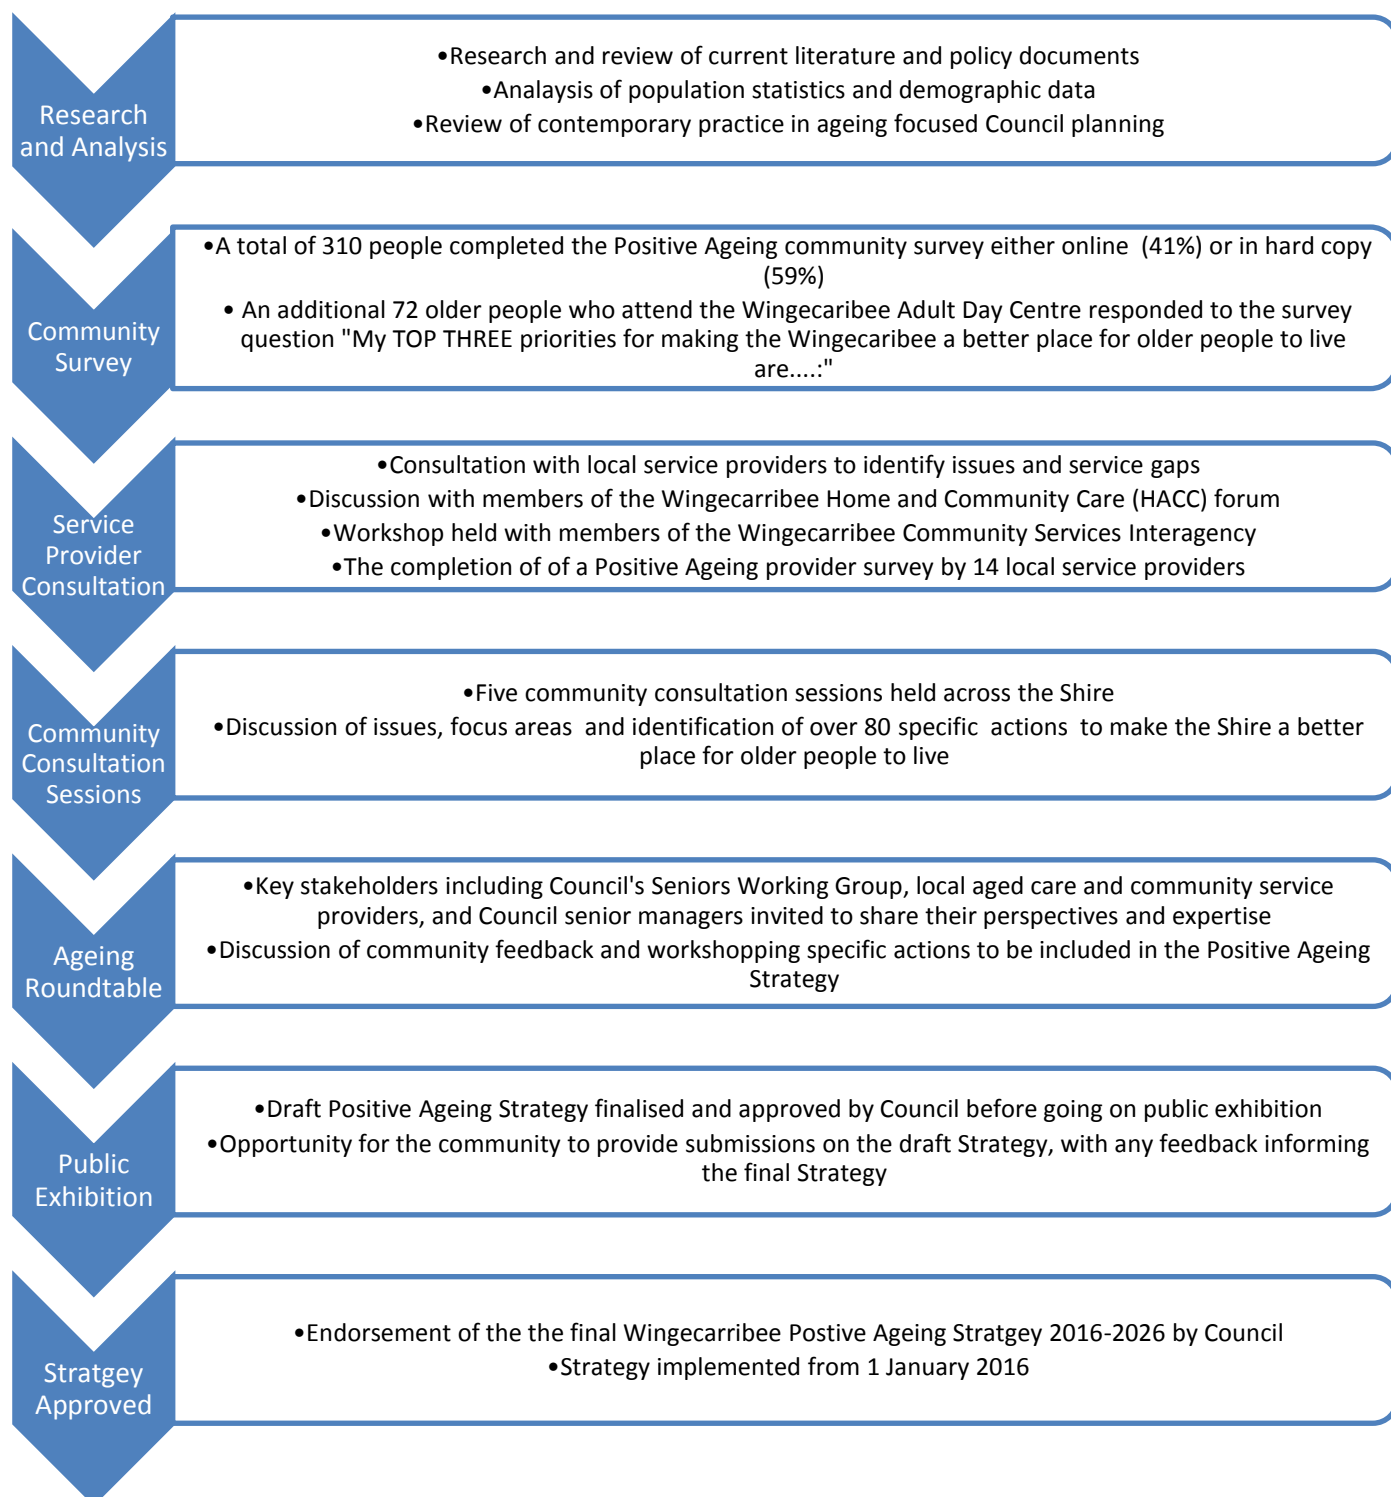 Research
and Analysis
•Research and review of current literature and policy documents
•Analaysis of population statistics and demographic data
•Review of contemporary practice in ageing focused Council planning
Community
Survey
•A total of 310 people completed the Positive Ageing community survey either online  (41%) or in hard copy
(59%)
• An additional 72 older people who attend the Wingecaribee Adult Day Centre responded to the survey
question "My TOP THREE priorities for making the Wingecaribee a better place for older people to live
are....:"
Service
Provider
Consultation
•Consultation with local service providers to identify issues and service gaps
•Discussion with members of the Wingecarribee Home and Community Care (HACC) forum
•Workshop held with members of the Wingecarribee Community Services Interagency
•The completion of of a Positive Ageing provider survey by 14 local service providers
Community
Consultation
Sessions
•Five community consultation sessions held across the Shire
•Discussion of issues, focus areas  and identification of over 80 specific  actions  to make the Shire a better
place for older people to live
Ageing
Roundtable
•Key stakeholders including Council's Seniors Working Group, local aged care and community service
providers, and Council senior managers invited to share their perspectives and expertise
•Discussion of community feedback and workshopping specific actions to be included in the Positive Ageing
Strategy
Public
Exhibition
•Draft Positive Ageing Strategy finalised and approved by Council before going on public exhibition
•Opportunity for the community to provide submissions on the draft Strategy, with any feedback informing
the final Strategy
Stratgey
Approved
•Endorsement of the the final Wingecarribee Postive Ageing Stratgey 2016-2026 by Council
•Strategy implemented from 1 January 2016